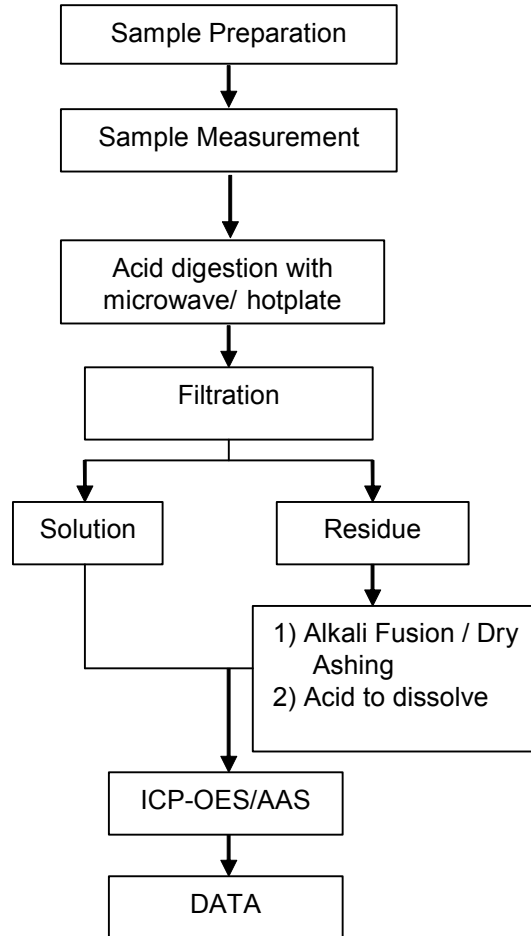 Sample Preparation
Sample Measurement
Acid digestion with
microwave/ hotplate
Filtration
Solution
Residue
1) Alkali Fusion / Dry
Ashing
2) Acid to dissolve
ICP-OES/AAS
DATA